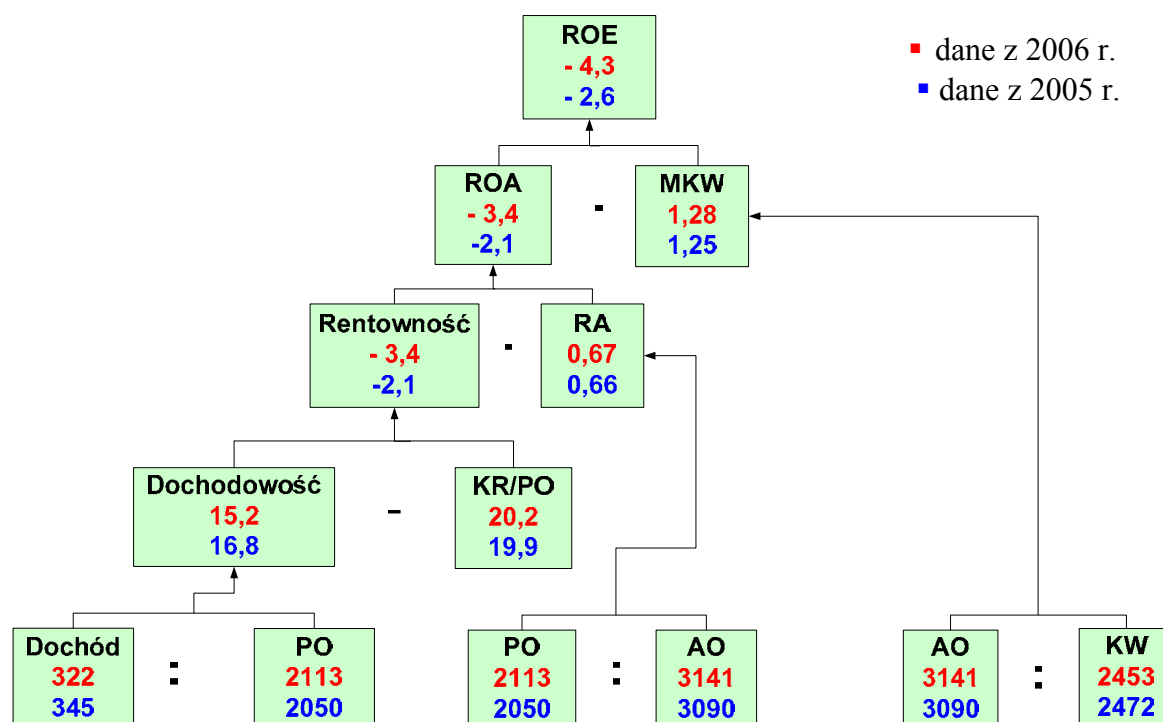 ROE
- 4,3
- 2,6
▪ dane z 2006 r.
▪ dane z 2005 r.
ROA
- 3,4
-2,1
·
MKW
1,28
1,25
Rentowność
- 3,4
-2,1
·
RA
0,67
0,66
Dochodowość
15,2
16,8
-
KR/PO
20,2
19,9
Dochód
322
345
:
PO
2113
2050
PO
2113
2050
:
AO
3141
3090
AO
3141
3090
:
KW
2453
2472